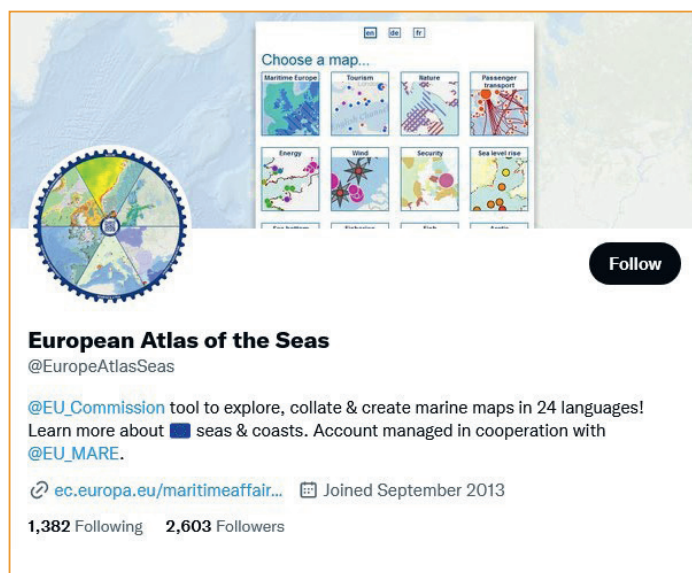 en de fr
Choose a map...
Maritime Europe Tourism Nature Passenger transport
Energy Wind Security Sea level rise
Follow
European Atlas of the Seas
@EuropeAtlasSeas
@EU_Commission tool to explore, collate & create marine maps in 24 languages!
Learn more about seas & coasts. Account managed in cooperation with
@EU_MARE.
ec.europa.eu/maritimeaffair... Joined September 2013
1,382 Following 2,603 Followers